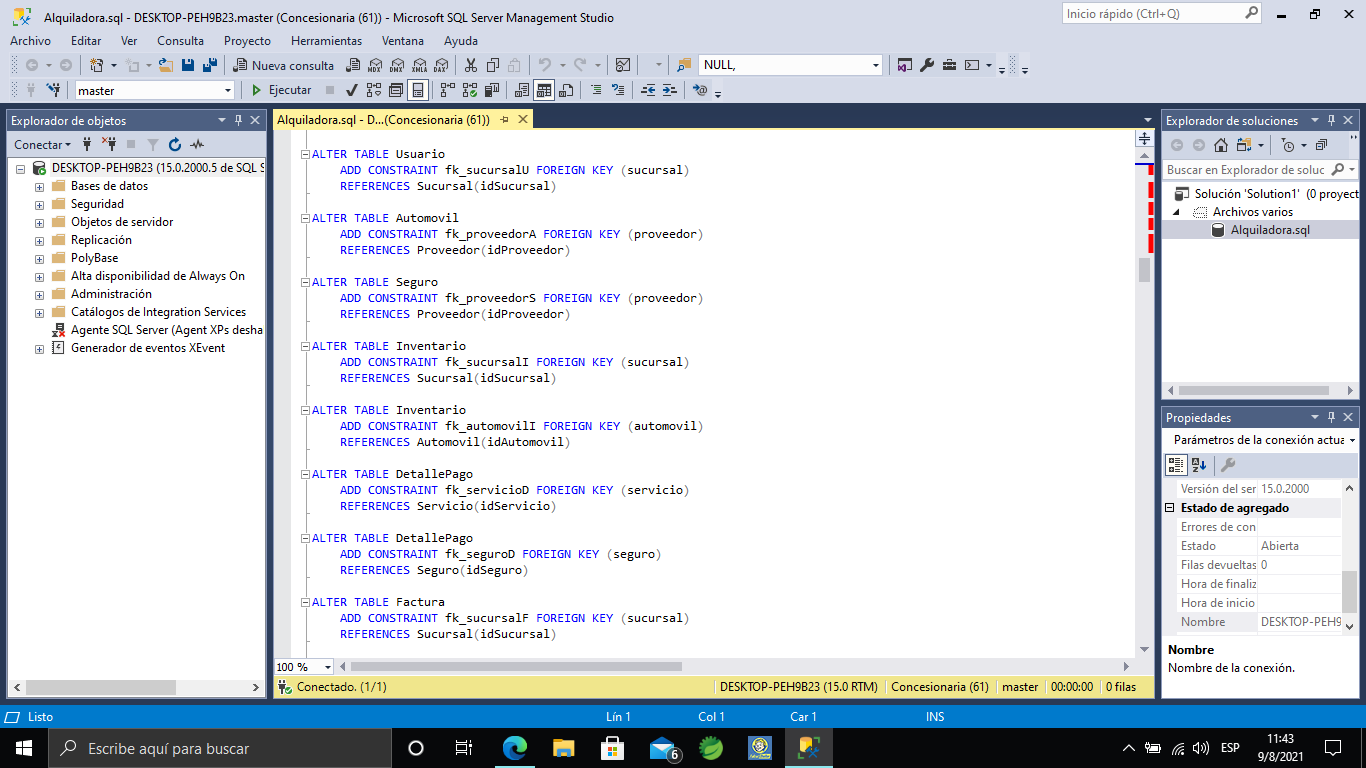 Alquiladora.sql - DESKTOP-PEH9B23.master (Concesionaria (61)) - Microsoft SQL Server Management Studio
Inicio rápido (Ctrl+Q)
Archivo Editar Ver Consulta Proyecto Herramientas Ventana Ayuda
Nueva consulta MDX DMX XMLA DAX NULL,
master Ejecutar
Explorador de objetos
Conectar
DESKTOP-PEH9B23 (15.0.2000.5 de SQL S
Bases de datos
Seguridad
Objetos de servidor
Replicación
PolyBase
Alta disponibilidad de Always On
Administración
Catálogos de Integration Services
Agente SQL Server (Agent XPs desha
Generador de eventos XEvent
Alquiladora.sql - D...(Concesionaria (61))
ALTER TABLE Usuario
ADD CONSTRAINT fk_sucursalU FOREIGN KEY (sucursal)
REFERENCES Sucursal(idSucursal)
ALTER TABLE Automovil
ADD CONSTRAINT fk_proveedorA FOREIGN KEY (proveedor)
REFERENCES Proveedor(idProveedor)
ALTER TABLE Seguro
ADD CONSTRAINT fk_proveedorS FOREIGN KEY (proveedor)
REFERENCES Proveedor(idProveedor)
ALTER TABLE Inventario
ADD CONSTRAINT fk_sucursalI FOREIGN KEY (sucursal)
REFERENCES Sucursal(idSucursal)
ALTER TABLE Inventario
ADD CONSTRAINT fk_automovilI FOREIGN KEY (automovil)
REFERENCES Automovil(idAutomovil)
ALTER TABLE DetallePago
ADD CONSTRAINT fk_servicioD FOREIGN KEY (servicio)
REFERENCES Servicio(idServicio)
ALTER TABLE DetallePago
ADD CONSTRAINT fk_seguroD FOREIGN KEY (seguro)
REFERENCES Seguro(idSeguro)
ALTER TABLE Factura
ADD CONSTRAINT fk_sucursalF FOREIGN KEY (sucursal)
REFERENCES Sucursal(idSucursal)
100 %
Conectado. (1/1) DESKTOP-PEH9B23 (15.0 RTM) Concesionaria (61) master 00:00:00 0 filas
Explorador de soluciones
Buscar en Explorador de soluc
Solución 'Solution1' (0 proyect
Archivos varios
Alquiladora.sql
Propiedades
Parámetros de la conexión actua
Versión del ser 15.0.2000
Estado de agregado
Errores de con
Estado Abierta
Filas devueltas 0
Hora de finaliz
Hora de inicio
Nombre DESKTOP-PEH9
Nombre
Nombre de la conexión.
Listo Lín 1 Col 1 Car 1 INS
Escribe aquí para buscar
6
ESP
11:43
9/8/2021